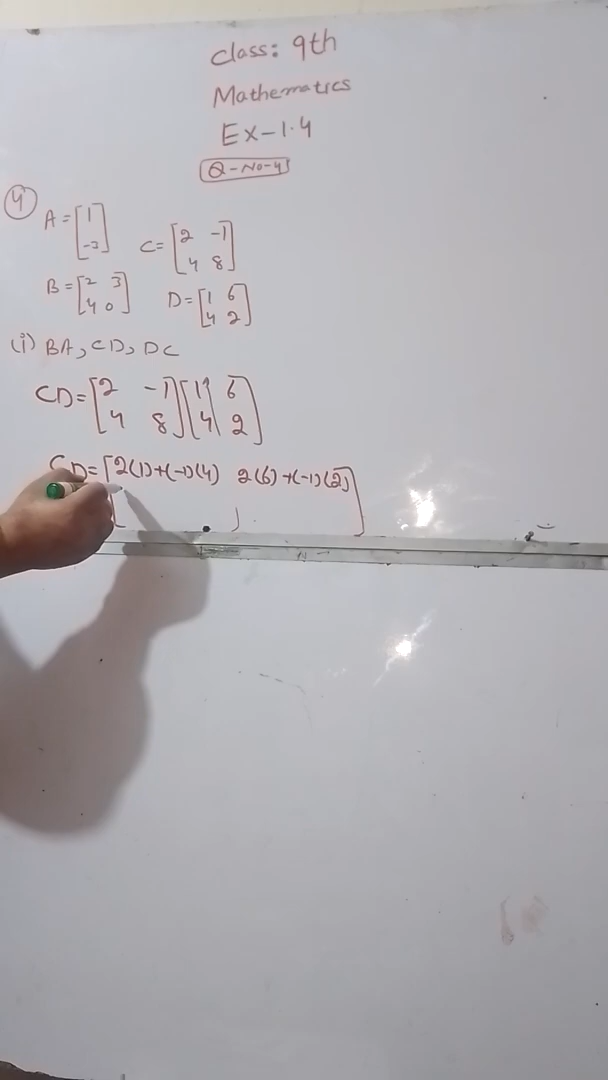 class: 9th
Mathematics
Ex-1.4
Q-No-4
4
A=[1 -2] C=[2 -1 4 8]
B=[2 3 4 0] D=[1 6 4 2]
(i) BA, CD, DC
CD=[2 -1 4 8][1 6 4 2]
CD=[2(1)+(-1)(4) 2(6)+(-1)(2)]